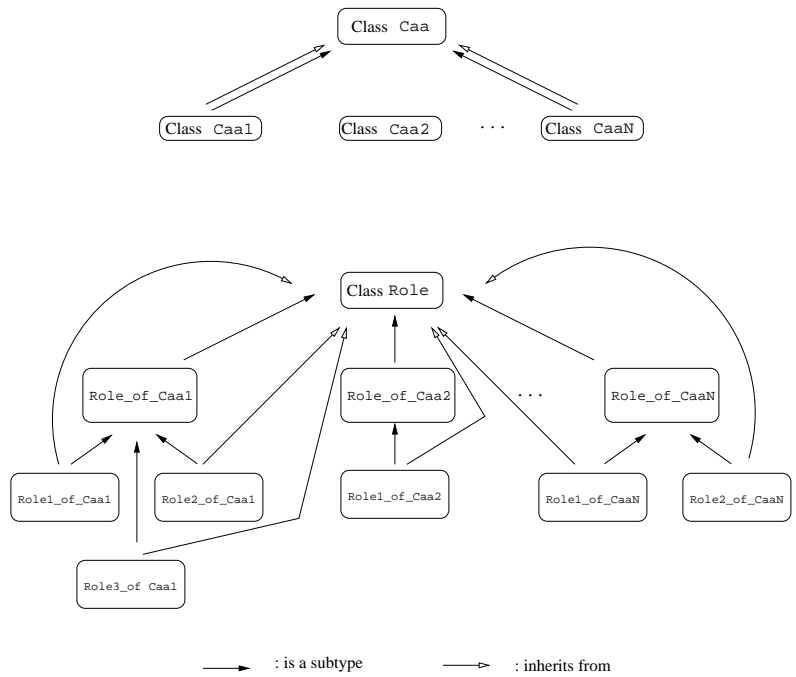 Class Caa
Class Caa1
Class Caa2
. . .
Class CaaN
Class Role
Role_of_Caa1
Role_of_Caa2
. . .
Role_of_CaaN
Role1_of_Caa1
Role2_of_Caa1
Role1_of_Caa2
Role1_of_CaaN
Role2_of_CaaN
Role3_of Caa1
: is a subtype
: inherits from